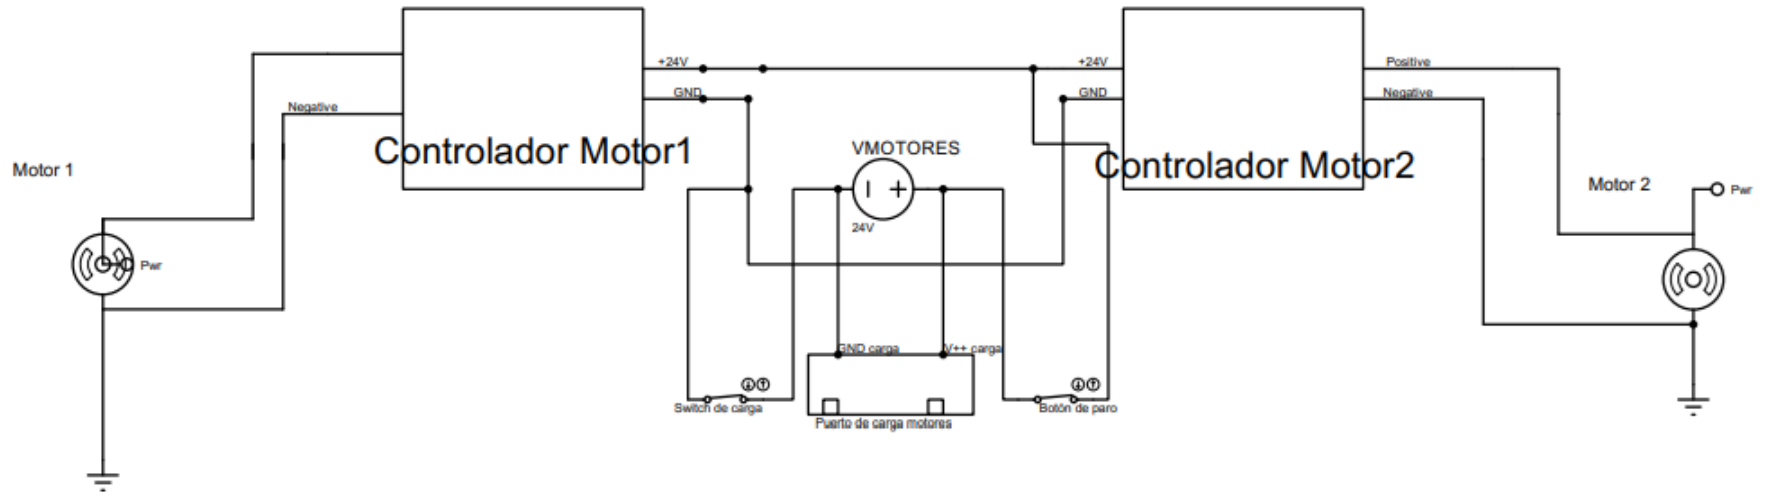 +24V
GND
Negative
Controlador Motor1
Motor 1
Pwr
VMOTORES
24V
GND carga
V++ carga
Switch de carga
Puerto de carga motores
Botón de paro
+24V
GND
Positive
Negative
Controlador Motor2
Motor 2
Pwr